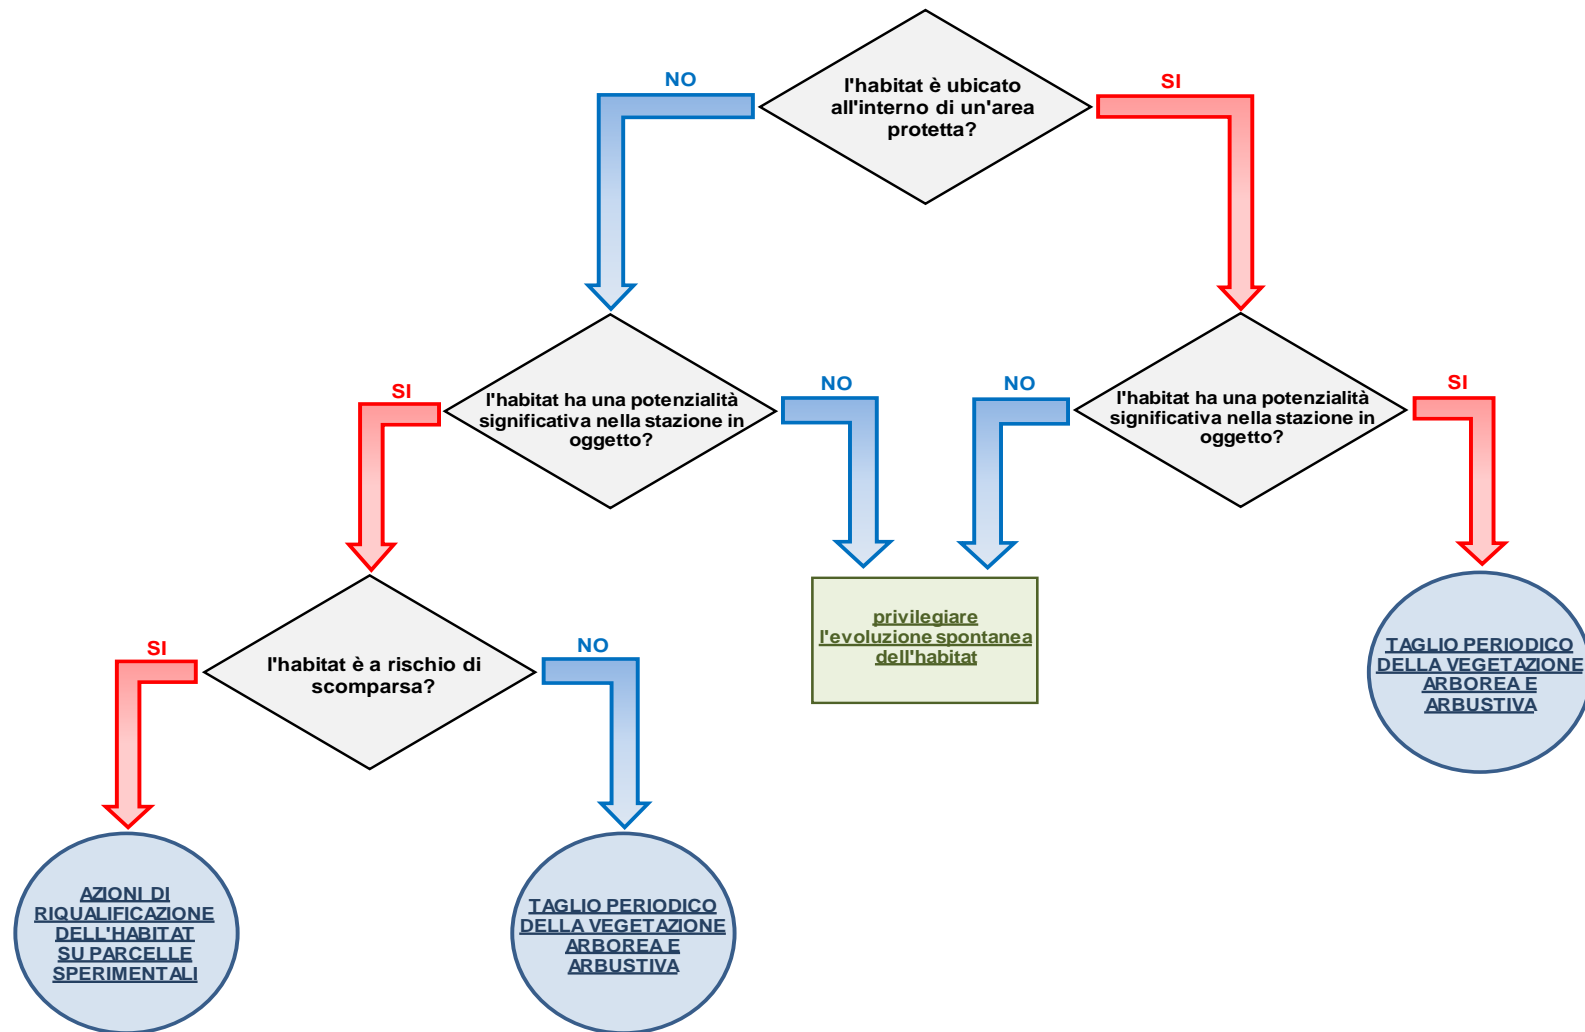 NO
SI
l'habitat è ubicato
all'interno di un'area
protetta?
SI
NO
NO
SI
l'habitat ha una potenzialità
significativa nella stazione in
oggetto?
l'habitat ha una potenzialità
significativa nella stazione in
oggetto?
SI
NO
l'habitat è a rischio di
scomparsa?
privilegiare
l'evoluzione spontanea
dell'habitat
TAGLIO PERIODICO
DELLA VEGETAZIONE
ARBOREA E
ARBUSTIVA
AZIONI DI
RIQUALIFICAZIONE
DELL'HABITAT
SU PARCELLE
SPERIMENTALI
TAGLIO PERIODICO
DELLA VEGETAZIONE
ARBOREA E
ARBUSTIVA